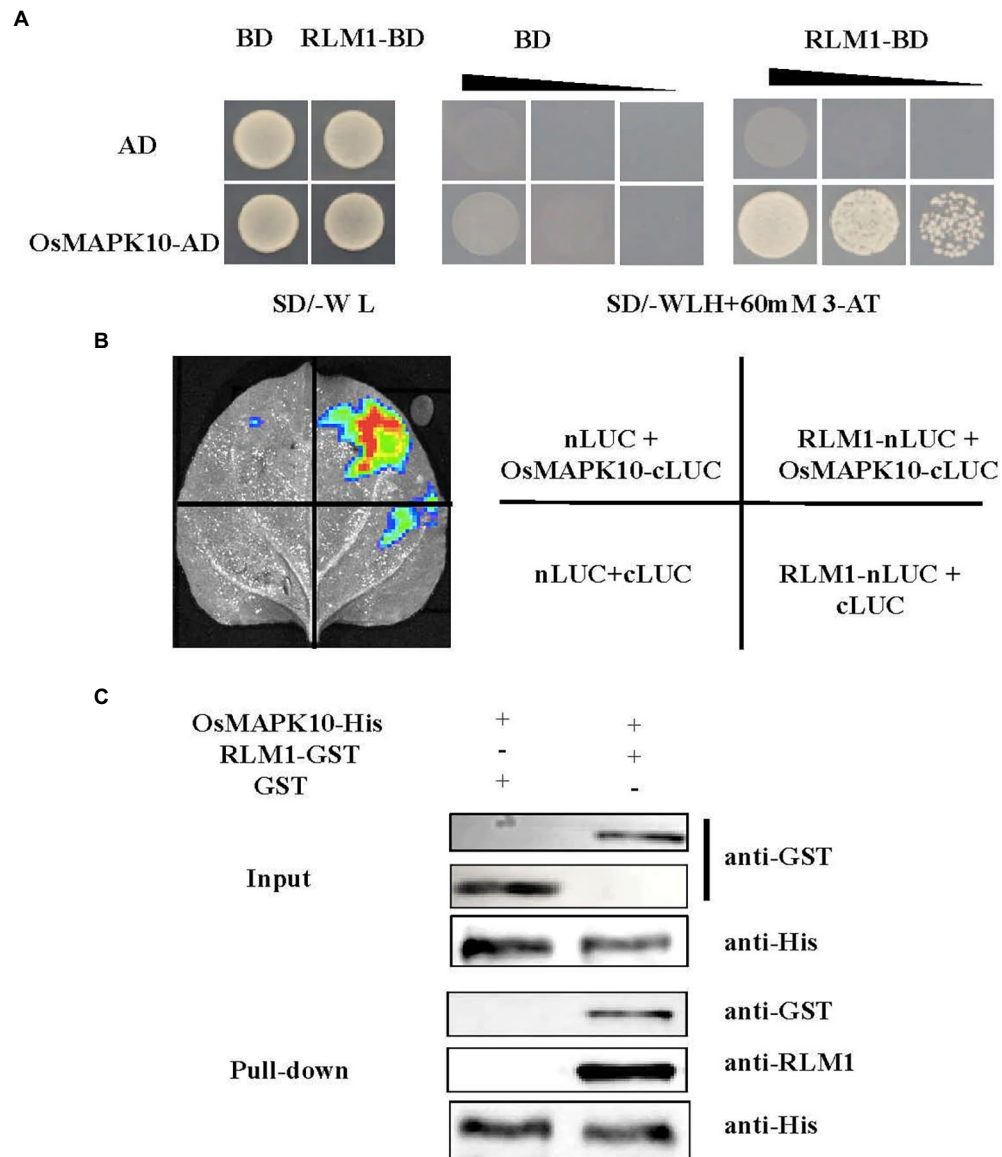 A
BD RLM1-BD BD RLM1-BD
AD
OsMAPK10-AD
SD/-W L SD/-WLH+60mM 3-AT
B
nLUC +
OsMAPK10-cLUC
RLM1-nLUC +
OsMAPK10-cLUC
nLUC+cLUC
RLM1-nLUC +
cLUC
C
OsMAPK10-His + +
RLM1-GST - +
GST + -
Input
anti-GST
anti-His
Pull-down
anti-GST
anti-RLM1
anti-His